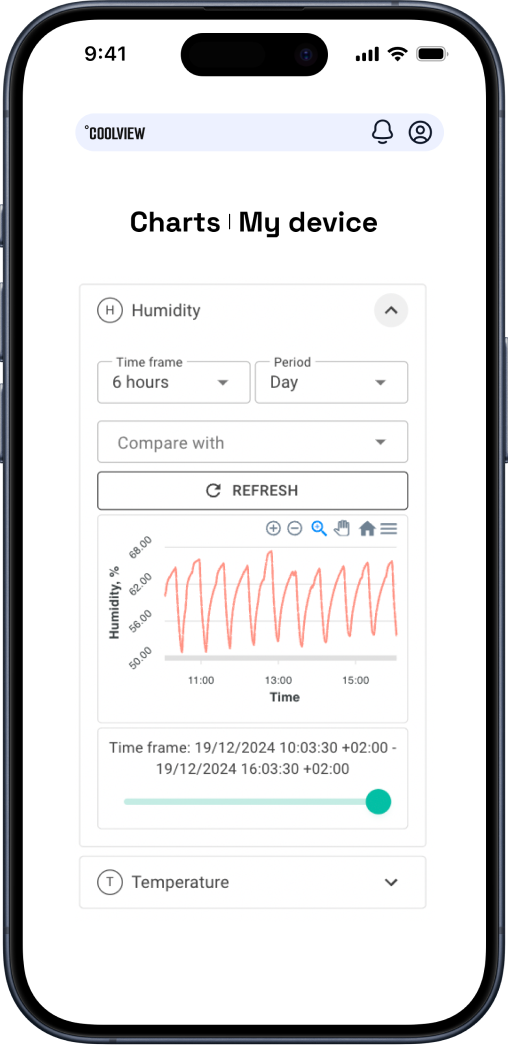 9:41
°COOLVIEW
Charts | My device
H Humidity
Time frame
6 hours
Period
Day
Compare with
REFRESH
68.00
62.00
56.00
50.00
Humidity, %
11:00 13:00 15:00
Time
Time frame: 19/12/2024 10:03:30 +02:00 -
19/12/2024 16:03:30 +02:00
T Temperature